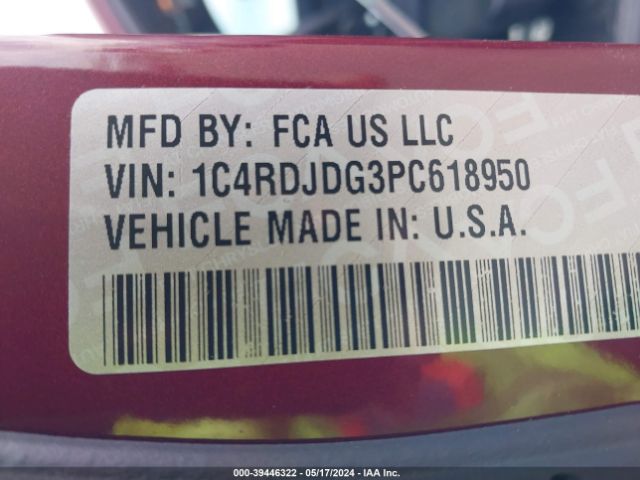 MFD BY: FCA US LLC
VIN: 1C4RDJDG3PC618950
VEHICLE MADE IN: U.S.A.
000-39446322 - 05/17/2024 - IAA Inc.